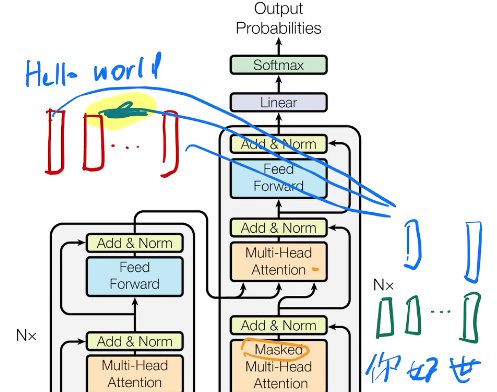 Output
Probabilities
Softmax
Hello world
Linear
Add & Norm
Feed
Forward
Add & Norm
Add & Norm
Multi-Head
Attention
Feed
Forward
Nx
Nx
Add & Norm
Add & Norm
Masked
Multi-Head
Attention
Multi-Head
Attention
你 好 世